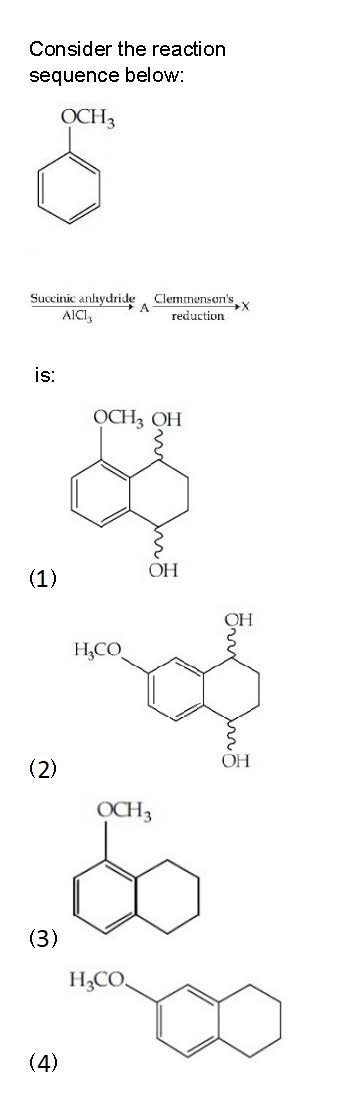 Consider the reaction
sequence below:
OCH3
Succinic anhydride
AlCl3
A
Clemmenson's
reduction
X
is:
OCH3 OH
OH
(1)
OH
H3CO
OH
(2)
OCH3
(3)
H3CO
(4)